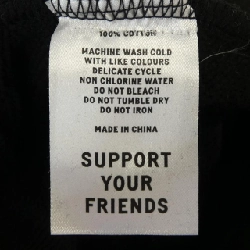 100% COTTON
MACHINE WASH COLD
WITH LIKE COLOURS
DELICATE CYCLE
NON CHLORINE WATER
DO NOT BLEACH
DO NOT TUMBLE DRY
DO NOT IRON
MADE IN CHINA
SUPPORT
YOUR
FRIENDS